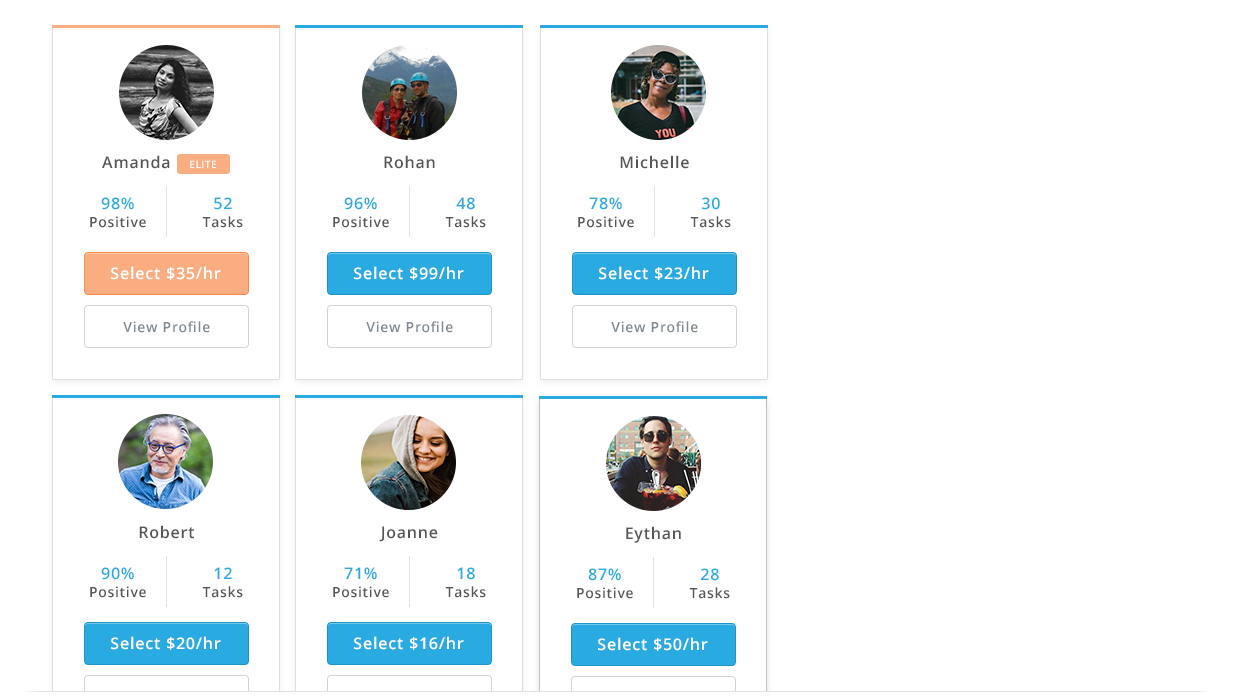 Amanda ELITE
98% 52
Positive Tasks
Select $35/hr
View Profile
YOU
Rohan
96% 48
Positive Tasks
Select $99/hr
View Profile
Michelle
78% 30
Positive Tasks
Select $23/hr
View Profile
Robert
90% 12
Positive Tasks
Select $20/hr
Joanne
71% 18
Positive Tasks
Select $16/hr
Eythan
87% 28
Positive Tasks
Select $50/hr